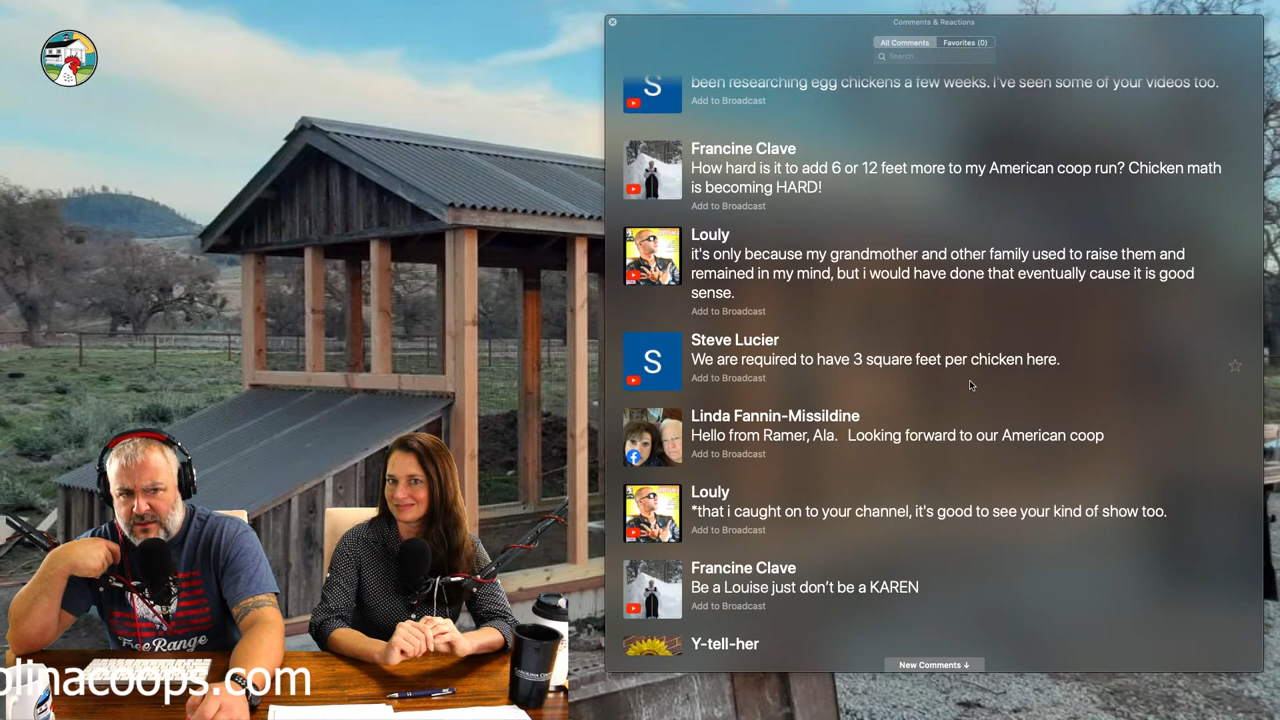 Comments & Reactions
All Comments
Favorites (0)
Search
been researching egg chickens a few weeks. I've seen some of your videos too.
Add to Broadcast
S
Francine Clave
How hard is it to add 6 or 12 feet more to my American coop run? Chicken math
is becoming HARD!
Add to Broadcast
Louly
it's only because my grandmother and other family used to raise them and
remained in my mind, but i would have done that eventually cause it is good
sense.
Add to Broadcast
Steve Lucier
S
We are required to have 3 square feet per chicken here.
Add to Broadcast
Linda Fannin-Missildine
Hello from Ramer, Ala. Looking forward to our American coop
Add to Broadcast
Louly
*that i caught on to your channel, it's good to see your kind of show too.
Add to Broadcast
Francine Clave
Be a Louise just don't be a KAREN
Add to Broadcast
Y-tell-her
New Comments ↓
Free Range
CAROLINA COOPS
olinacoops.com